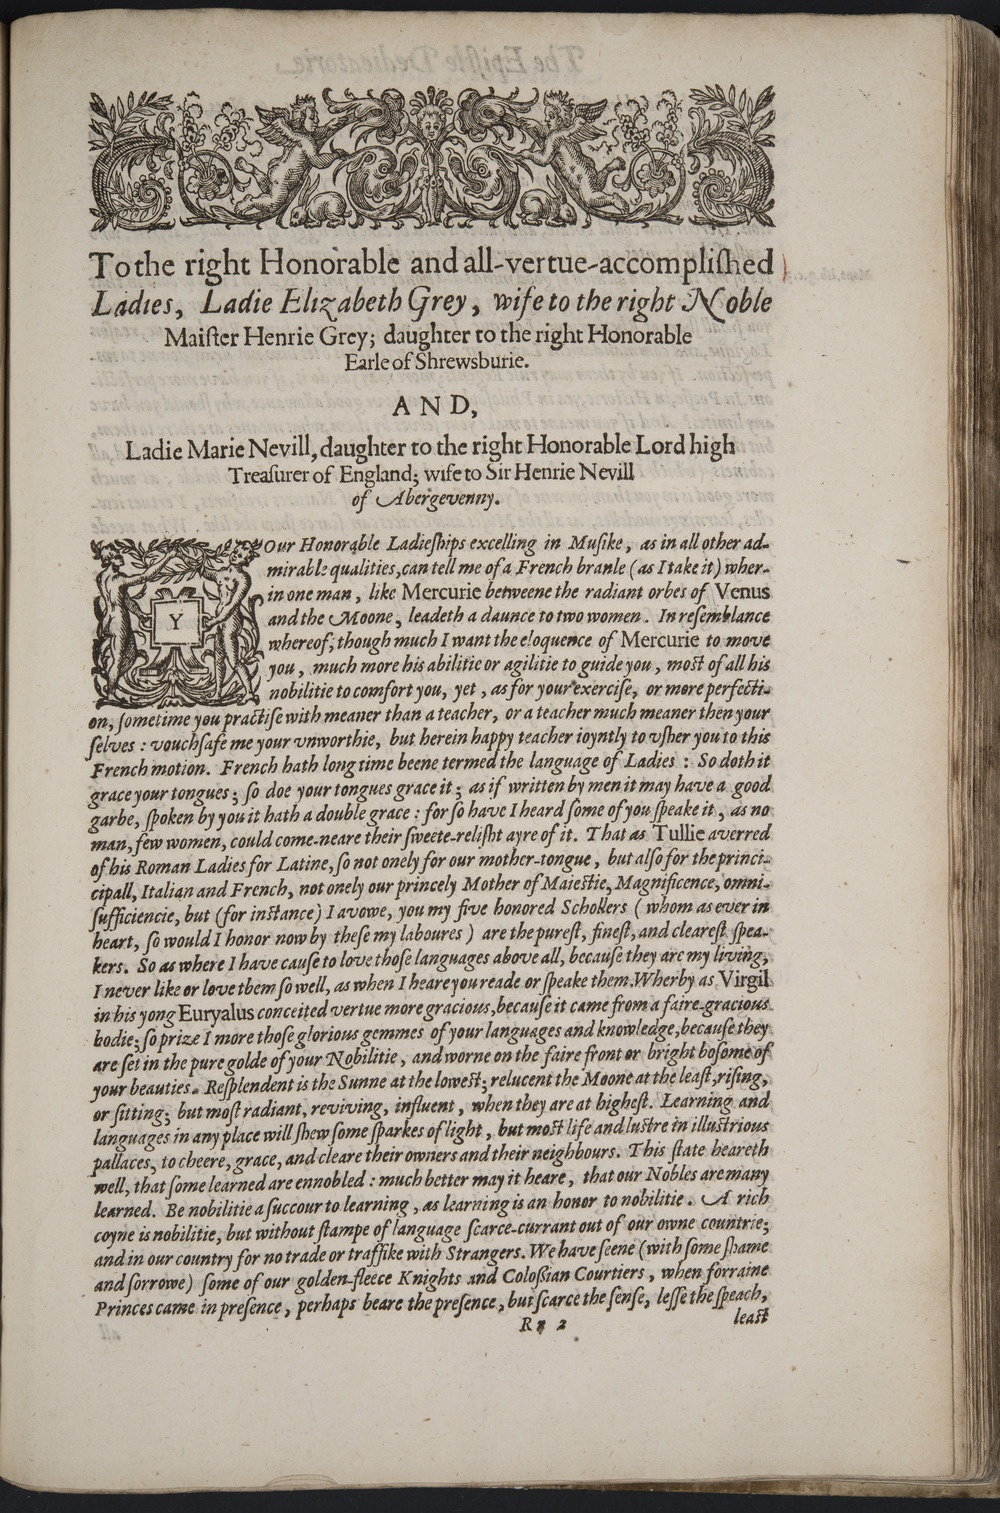 To the right Honorable and all-vertue-accompliſhed
Ladies, Ladie Elizabeth Grey, wife to the right Noble
Maiſter Henrie Grey; daughter to the right Honorable
Earle of Shrewsburie.
AND,
Ladie Marie Nevill, daughter to the right Honorable Lord high
Treaſurer of England; wife to Sir Henrie Nevill
of Abergevenny.
YOur Honorable Ladieſhips excelling in Muſike, as in all other ad-
mirable qualities, can tell me of a French branle (as I take it) wher-
in one man, like Mercurie betweene the radiant orbes of Venus
and the Moone, leadeth a daunce to two women. In reſemblance
whereof; though much I want the eloquence of Mercurie to move
you, much more his abilitie or agilitie to guide you, moſt of all his
nobilitie to comfort you, yet, as for your exerciſe, or more perfecti-
on, ſometime you practiſe with meaner than a teacher, or a teacher much meaner then your
ſelves: vouchſafe me your vnworthie, but herein happy teacher ioyntly to vſher you to this
French motion. French hath long time beene termed the language of Ladies: So doth it
grace your tongues; ſo doe your tongues grace it; as if written by men it may have a good
garbe, ſpoken by you it hath a double grace: for ſo have I heard ſome of you ſpeake it, as no
man, few women, could come-neare their ſweete-reliſht ayre of it. That as Tullie averred
of his Roman Ladies for Latine, ſo not onely for our mother-tongue, but alſo for the princi-
cipall, Italian and French, not onely our princely Mother of Maieſtie, Magnificence, omni-
ſufficiencie, but (for inſtance) I avowe, you my five honored Schollers (whom as ever in
heart, ſo would I honor now by theſe my laboures) are the pureſt, fineſt, and cleareſt ſpea-
kers. So as where I have cauſe to love thoſe languages above all, becauſe they are my living,
I never like or love them ſo well, as when I heare you reade or ſpeake them. Wherby as Virgil
in his yong Euryalus conceited vertue more gracious, becauſe it came from a faire-gracious
bodie; ſo prize I more thoſe glorious gemmes of your languages and knowledge, becauſe they
are ſet in the pure golde of your Nobilitie, and worne on the faire front or bright boſome of
your beauties. Reſplendent is the Sunne at the loweſt; relucent the Moone at the leaſt, riſing,
or ſitting; but moſt radiant, reviving, influent, when they are at higheſt. Learning and
languages in any place will ſhew ſome ſparkes of light, but moſt life and luſtre in illuſtrious
pallaces, to cheere, grace, and cleare their owners and their neighbours. This ſtate heareth
well, that ſome learned are ennobled: much better may it heare, that our Nobles are many
learned. Be nobilitie a ſuccour to learning, as learning is an honor to nobilitie. A rich
coyne is nobilitie, but without ſtampe of language ſcarce-currant out of our owne countrie;
and in our country for no trade or traffike with Strangers. We have ſeene (with ſome ſhame
and ſorrowe) ſome of our golden-fleece Knights and Coloſſian Courtiers, when forraine
Princes came in preſence, perhaps beare the preſence, but ſcarce the ſenſe, leſſe the ſpeach,
R 2
leaſt